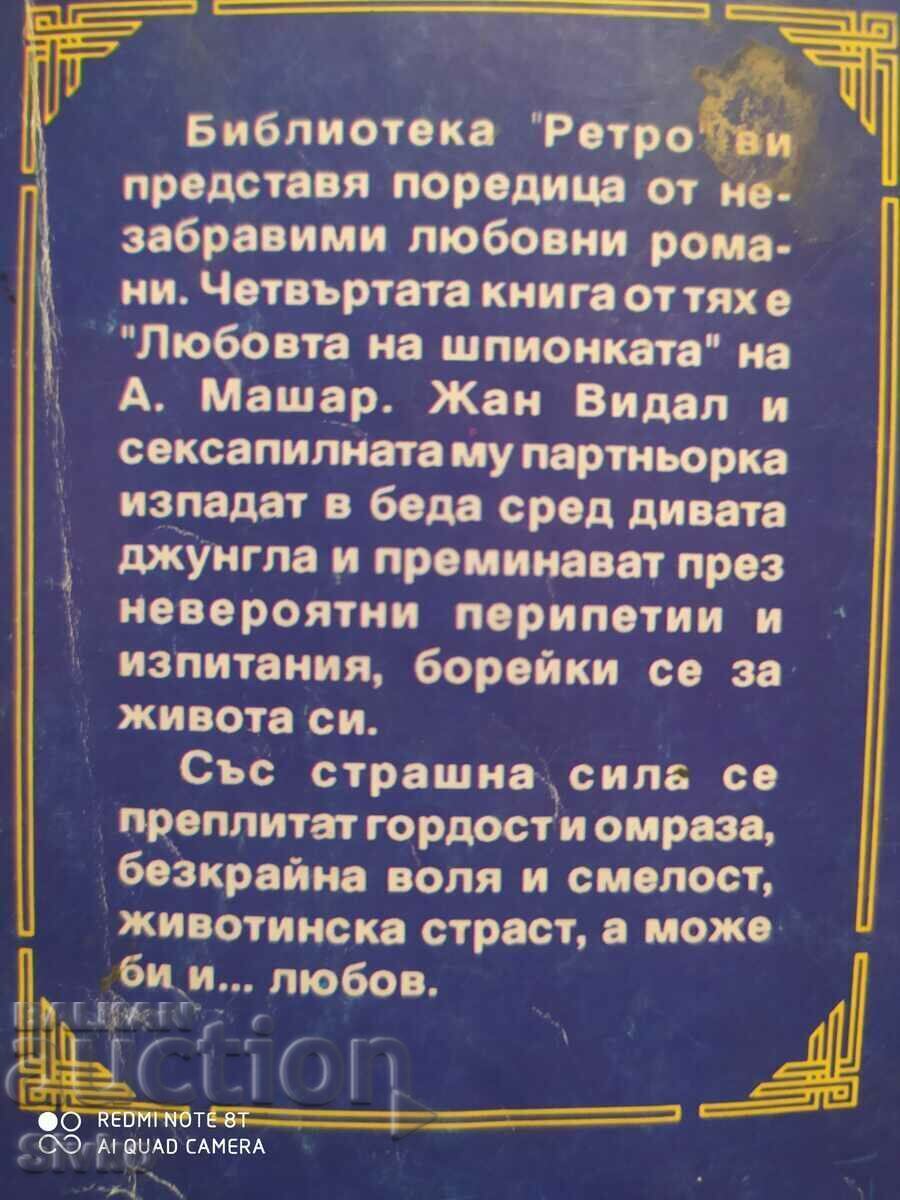 Библиотека "Ретро" ви
представя поредица от не-
забравими любовни рома-
ни. Четвъртата книга от тях е
"Любовта на шпионката" на
А. Машар. Жан Видал и
сексапилната му партньорка
изпадат в беда сред дивата
джунгла и преминават през
невероятни перипетии и
изпитания, борейки се за
живота си.
Със страшна сила се
преплитат гордост и омраза,
безкрайна воля и смелост,
животинска страст, а може
би и... любов.
BALKAN
auction
REDMI NOTE 8T
AI QUAD CAMERA